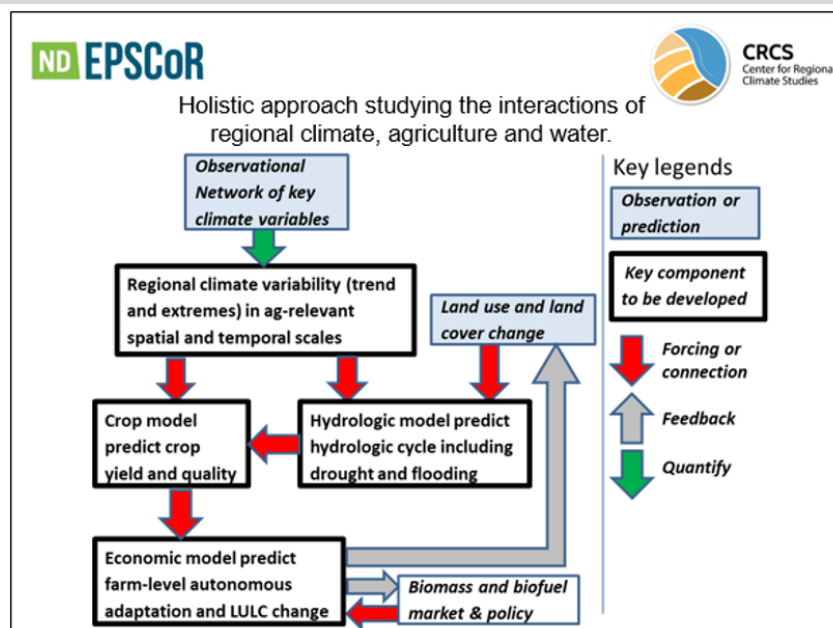 ND EPSCoR
CRCS
Center for Regional
Climate Studies
Holistic approach studying the interactions of
regional climate, agriculture and water.
Observational
Network of key
climate variables
Regional climate variability (trend
and extremes) in ag-relevant
spatial and temporal scales
Land use and land
cover change
Crop model
predict crop
yield and quality
Hydrologic model predict
hydrologic cycle including
drought and flooding
Economic model predict
farm-level autonomous
adaptation and LULC change
Biomass and biofuel
market & policy
Key legends
Observation or
prediction
Key component
to be developed
Forcing or
connection
Feedback
Quantify